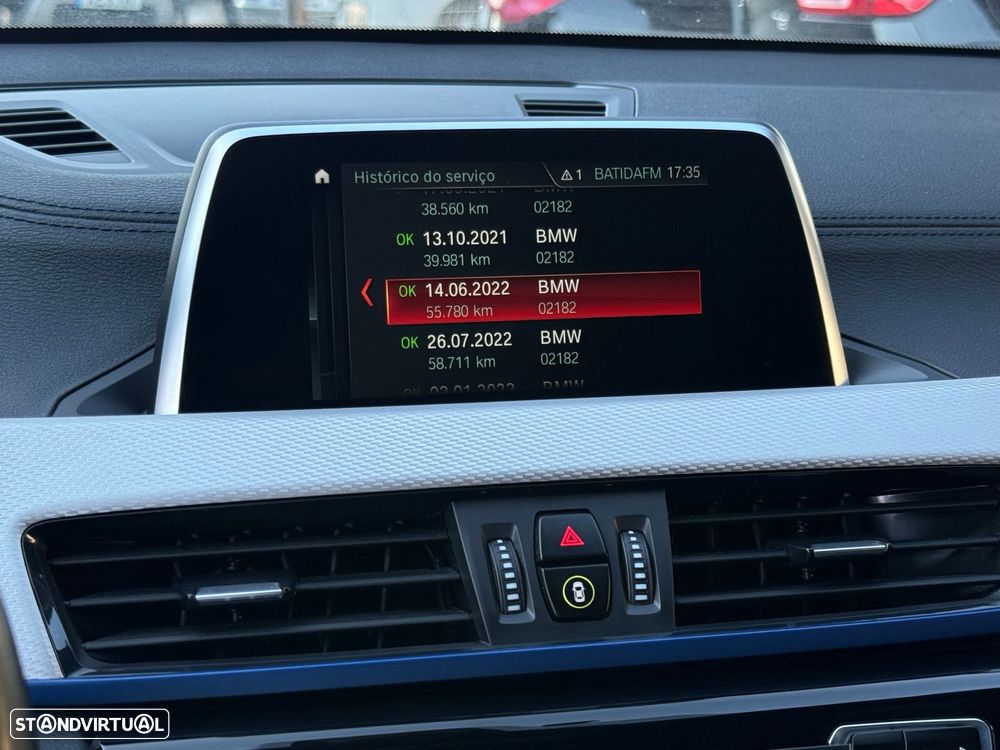 Histórico do serviço
1 BATIDAFM 17:35
38.560 km 02182
OK 13.10.2021 BMW
39.981 km 02182
OK 14.06.2022 BMW
55.780 km 02182
OK 26.07.2022 BMW
58.711 km 02182
BMW
STANDVIRTUAL